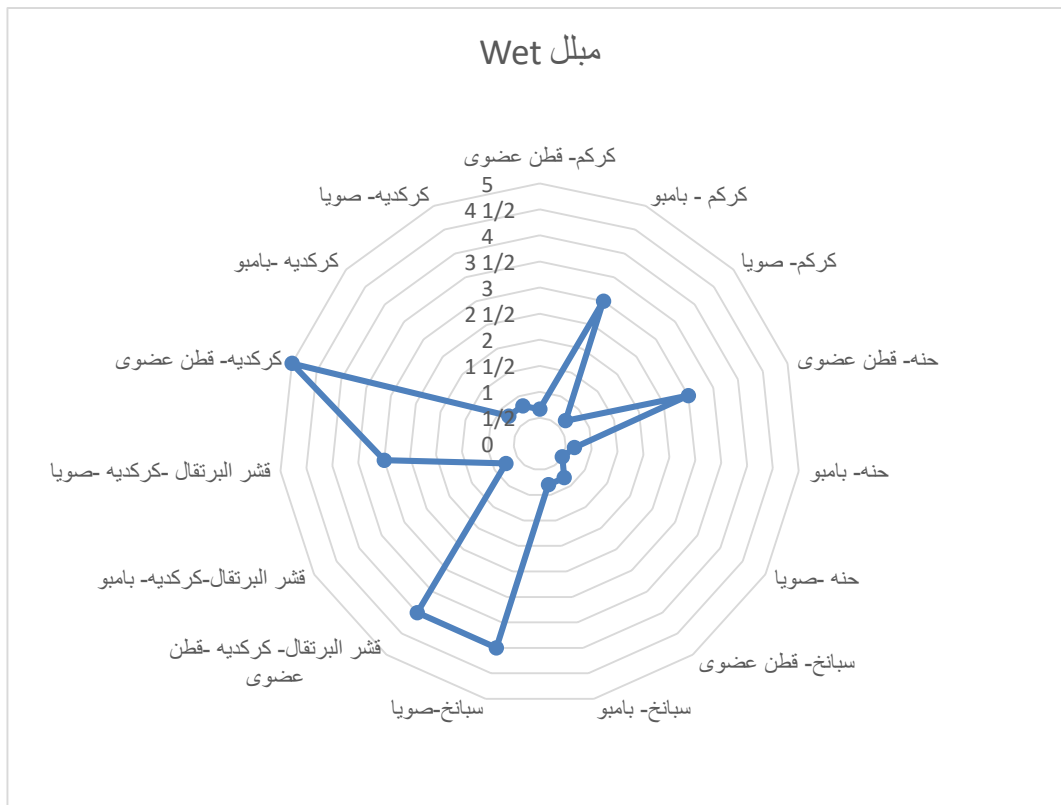 مبلل Wet
كركم- قطن عضوى
كركم - بامبو
كركم- صويا
حنه- قطن عضوى
حنه- بامبو
حنه -صويا
سبانخ- قطن عضوى
سبانخ- بامبو
سبانخ-صويا
قشر البرتقال- كركديه -قطن
عضوى
قشر البرتقال-كركديه- بامبو
قشر البرتقال -كركديه -صويا
كركديه- قطن عضوى
كركديه -بامبو
كركديه- صويا
5
4 1/2
4
3 1/2
3
2 1/2
2
1 1/2
1
1/2
0